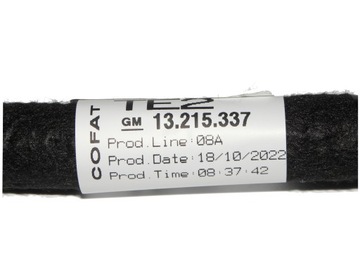 COFAT
TE2
GM 13.215.337
Prod.Line:08A
Prod.Date:18/10/2022
Prod.Time:08:37:42